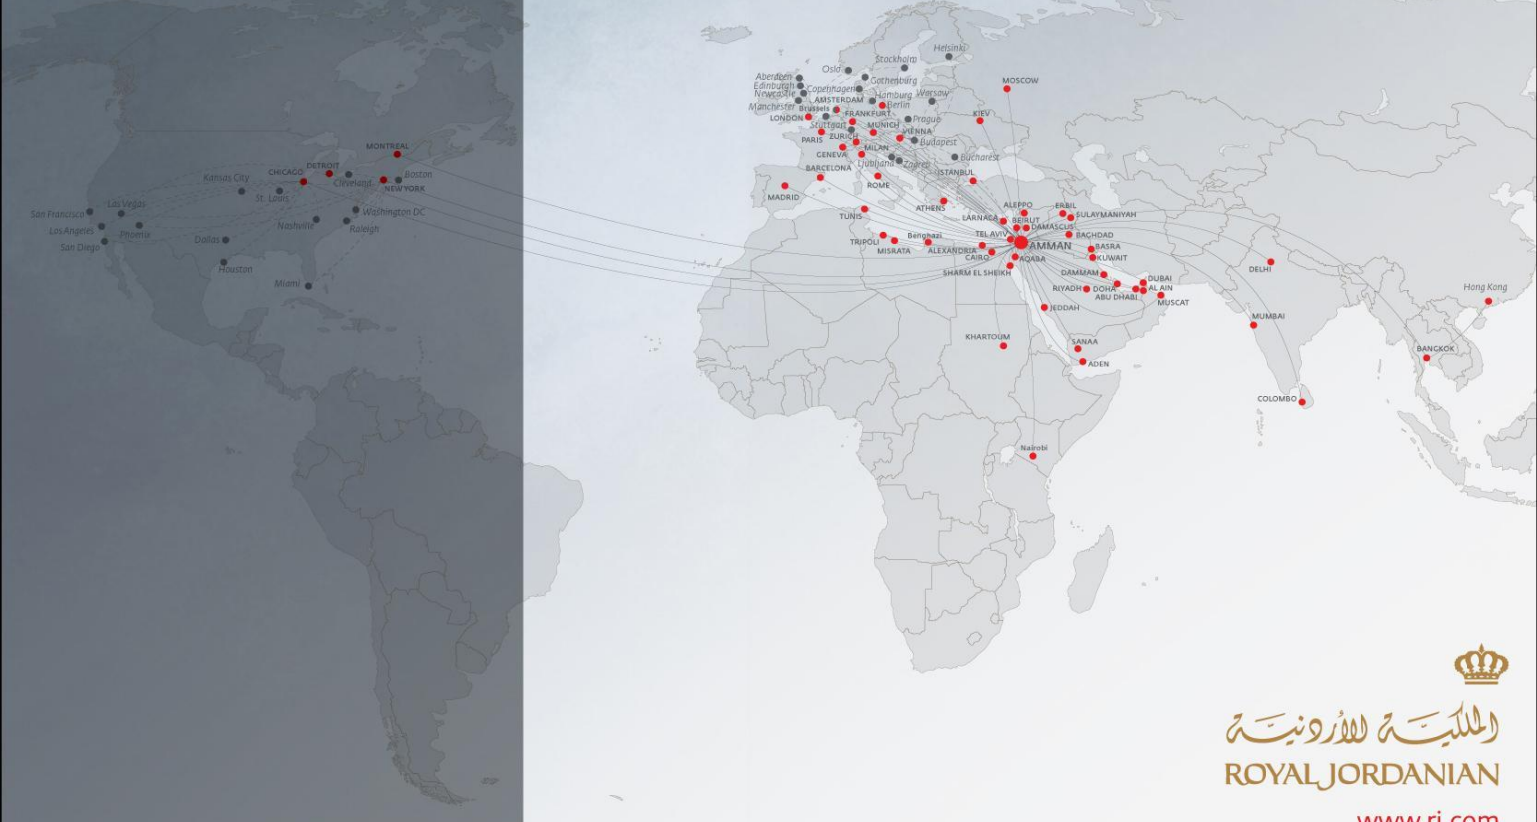 MONTREAL
DETROIT
CHICAGO
Cleveland
Boston
NEW YORK
Kansas City
St. Louis
Las Vegas
San Francisco
Los Angeles
Phoenix
San Diego
Nashville
Washington DC
Raleigh
Dallas
Houston
Miami
Helsinki
Stockholm
Oslo
Gothenburg
MOSCOW
Aberdeen
Edinburgh
Newcastle
Copenhagen
Manchester
AMSTERDAM
Hamburg
Warsaw
Berlin
Brussels
LONDON
FRANKFURT
Prague
KIEV
Stuttgart
MUNICH
VIENNA
PARIS
ZURICH
Budapest
GENEVA
MILAN
Ljubljana
Zagreb
Bucharest
BARCELONA
ROME
ISTANBUL
MADRID
TUNIS
ATHENS
ALEPPO
ERBIL
LARNACA
BEIRUT
SULAYMANIYAH
DAMASCUS
TRIPOLI
Benghazi
TEL AVIV
BAGHDAD
MISRATA
ALEXANDRIA
AMMAN
BASRA
CAIRO
AQABA
KUWAIT
SHARM EL SHEIKH
DAMMAM
DUBAI
RIYADH
DOHA
AL AIN
ABU DHABI
MUSCAT
JEDDAH
DELHI
Hong Kong
MUMBAI
KHARTOUM
SANAA
ADEN
BANGKOK
COLOMBO
Nairobi
الملكيـة الأردنيـة
ROYAL JORDANIAN
www.rj.com